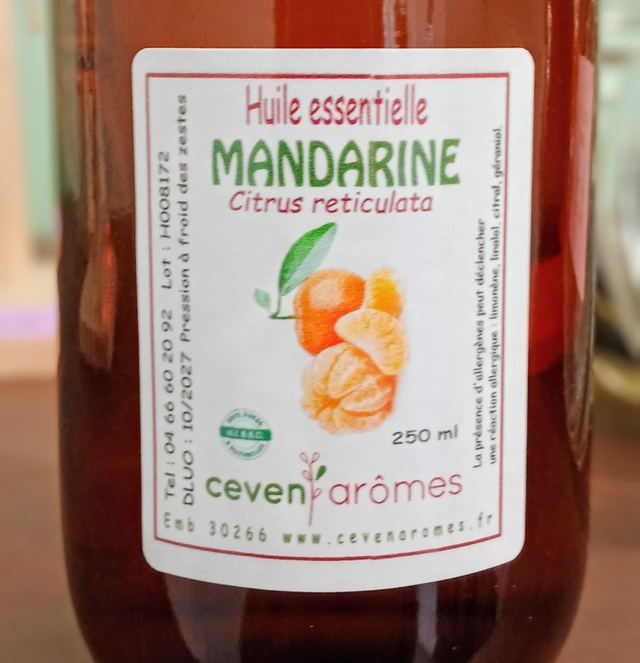 Huile essentielle
MANDARINE
Citrus reticulata
Tel : 04 66 60 20 92 Lot : H008172
DLUO : 10/2027 Pression à froid des zestes
La présence d'allergènes peut déclencher
une réaction allergique : limonène, linalol, citral, géraniol.
H.E.B.B.D.
250 ml
ceven arômes
Emb 30266 www.cevenaromes.fr